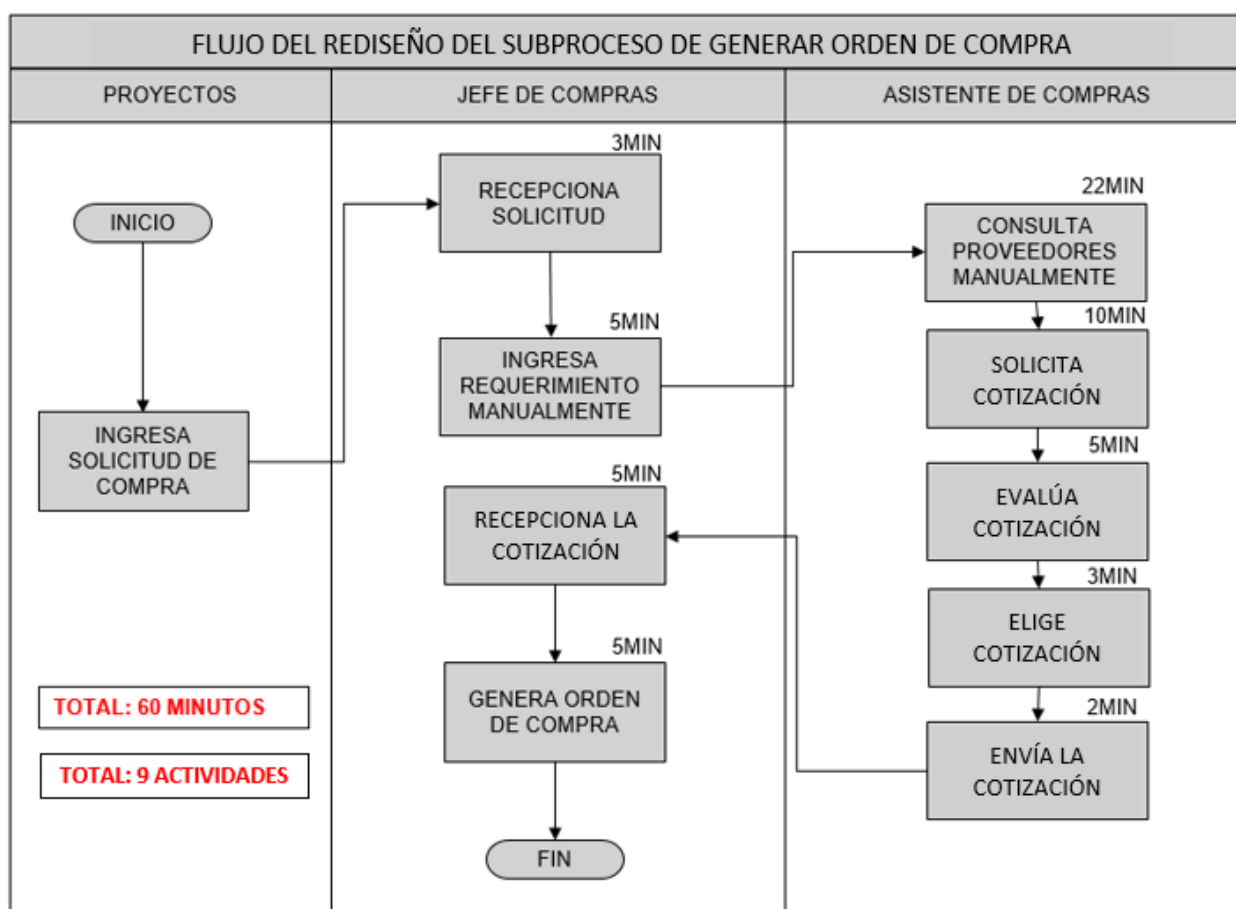 FLUJO DEL REDISEÑO DEL SUBPROCESO DE GENERAR ORDEN DE COMPRA
PROYECTOS
JEFE DE COMPRAS
ASISTENTE DE COMPRAS
INICIO
INGRESA
SOLICITUD DE
COMPRA
3MIN
RECEPCIONA
SOLICITUD
5MIN
INGRESA
REQUERIMIENTO
MANUALMENTE
22MIN
CONSULTA
PROVEEDORES
MANUALMENTE
10MIN
SOLICITA
COTIZACIÓN
5MIN
EVALÚA
COTIZACIÓN
3MIN
ELIGE
COTIZACIÓN
2MIN
ENVÍA LA
COTIZACIÓN
5MIN
RECEPCIONA LA
COTIZACIÓN
5MIN
GENERA ORDEN
DE COMPRA
FIN
TOTAL: 60 MINUTOS
TOTAL: 9 ACTIVIDADES